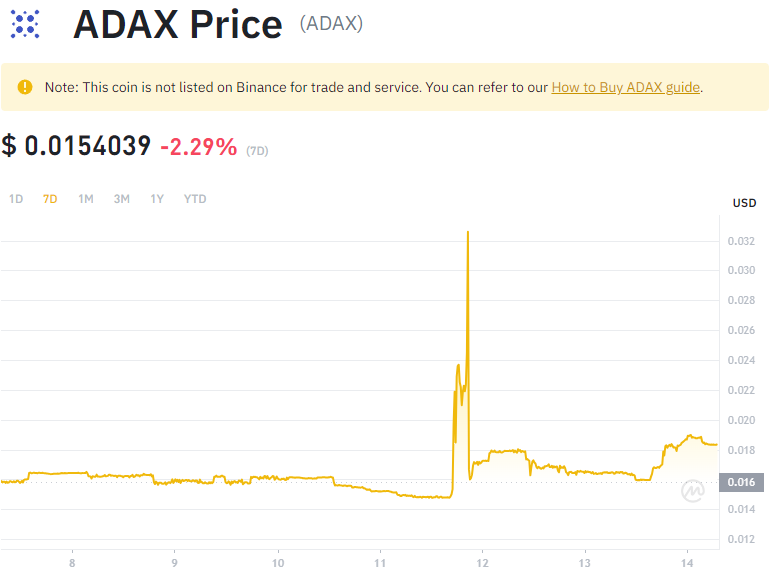 ADAX Price (ADAX)
Note: This coin is not listed on Binance for trade and service. You can refer to our How to Buy ADAX guide.
$ 0.0154039 -2.29% (7D)
1D 7D 1M 3M 1Y YTD
USD
0.032
0.030
0.028
0.026
0.024
0.022
0.020
0.018
0.016
0.014
0.012
8 9 10 11 12 13 14